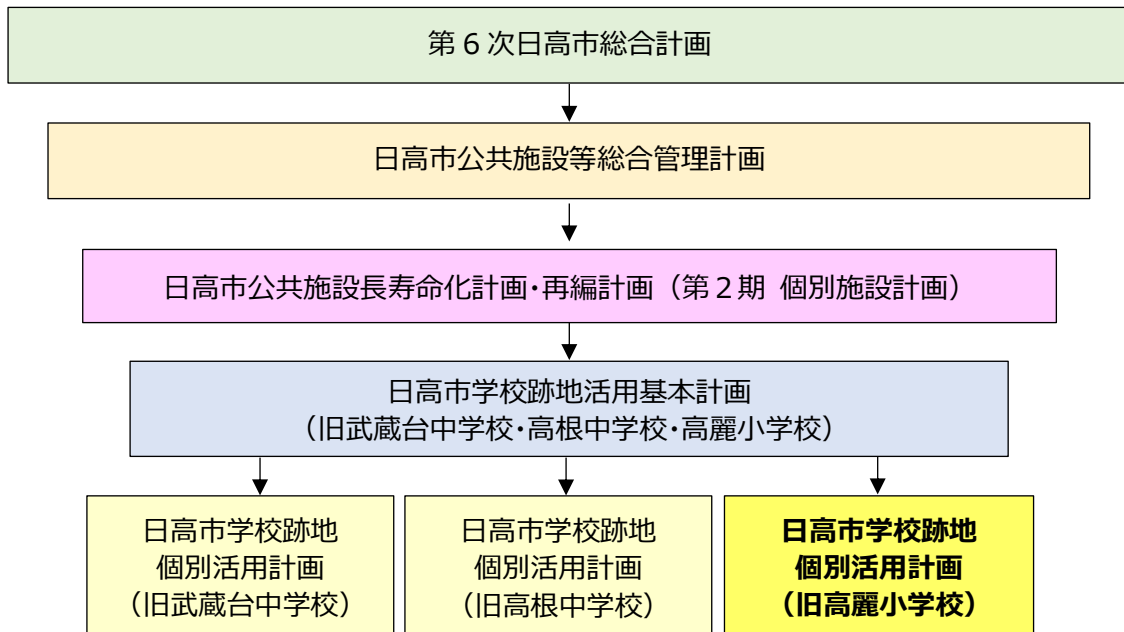 第６次日高市総合計画
日高市公共施設等総合管理計画
日高市公共施設長寿命化計画・再編計画（第２期 個別施設計画）
日高市学校跡地活用基本計画
（旧武蔵台中学校・高根中学校・高麗小学校）
日高市学校跡地
個別活用計画
（旧武蔵台中学校）
日高市学校跡地
個別活用計画
（旧高根中学校）
日高市学校跡地
個別活用計画
（旧高麗小学校）